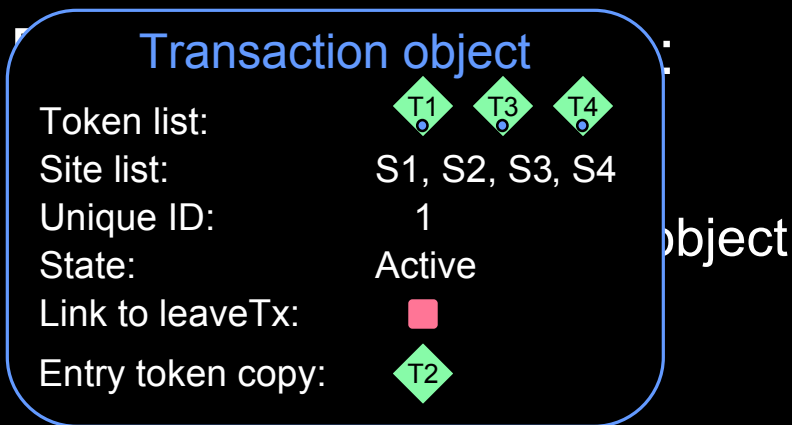 Transaction object
Token list: T1 T3 T4
Site list: S1, S2, S3, S4
Unique ID: 1
State: Active
object
Link to leaveTx:
Entry token copy: T2